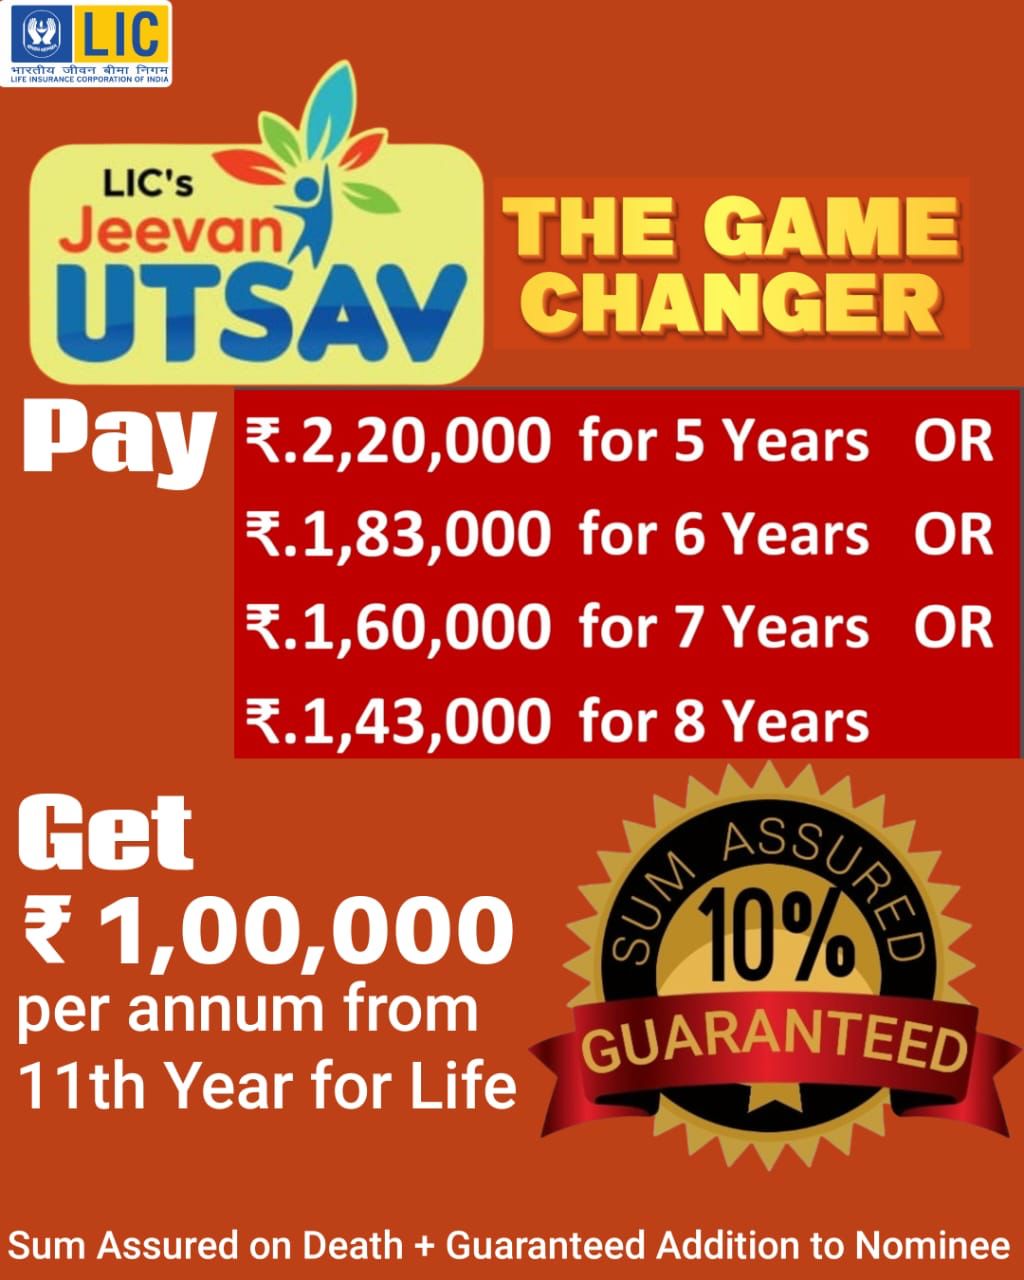 LIC
भारतीय जीवन बीमा निगम
LIFE INSURANCE CORPORATION OF INDIA
LIC's
Jeevan
UTSAV
THE GAME
CHANGER
Pay
₹.2,20,000 for 5 Years OR
₹.1,83,000 for 6 Years OR
₹.1,60,000 for 7 Years OR
₹.1,43,000 for 8 Years
Get
₹ 1,00,000
per annum from
11th Year for Life
SUM ASSURED
10%
GUARANTEED
Sum Assured on Death + Guaranteed Addition to Nominee